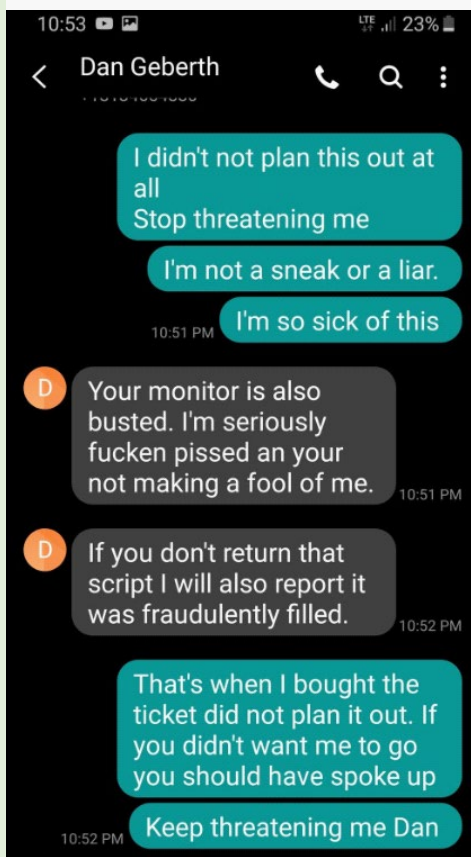 10:53 LTE 23%
Dan Geberth
I didn't not plan this out at
all
Stop threatening me
I'm not a sneak or a liar.
I'm so sick of this
10:51 PM
D
Your monitor is also
busted. I'm seriously
fucken pissed an your
not making a fool of me.
10:51 PM
D
If you don't return that
script I will also report it
was fraudulently filled.
10:52 PM
That's when I bought the
ticket did not plan it out. If
you didn't want me to go
you should have spoke up
Keep threatening me Dan
10:52 PM